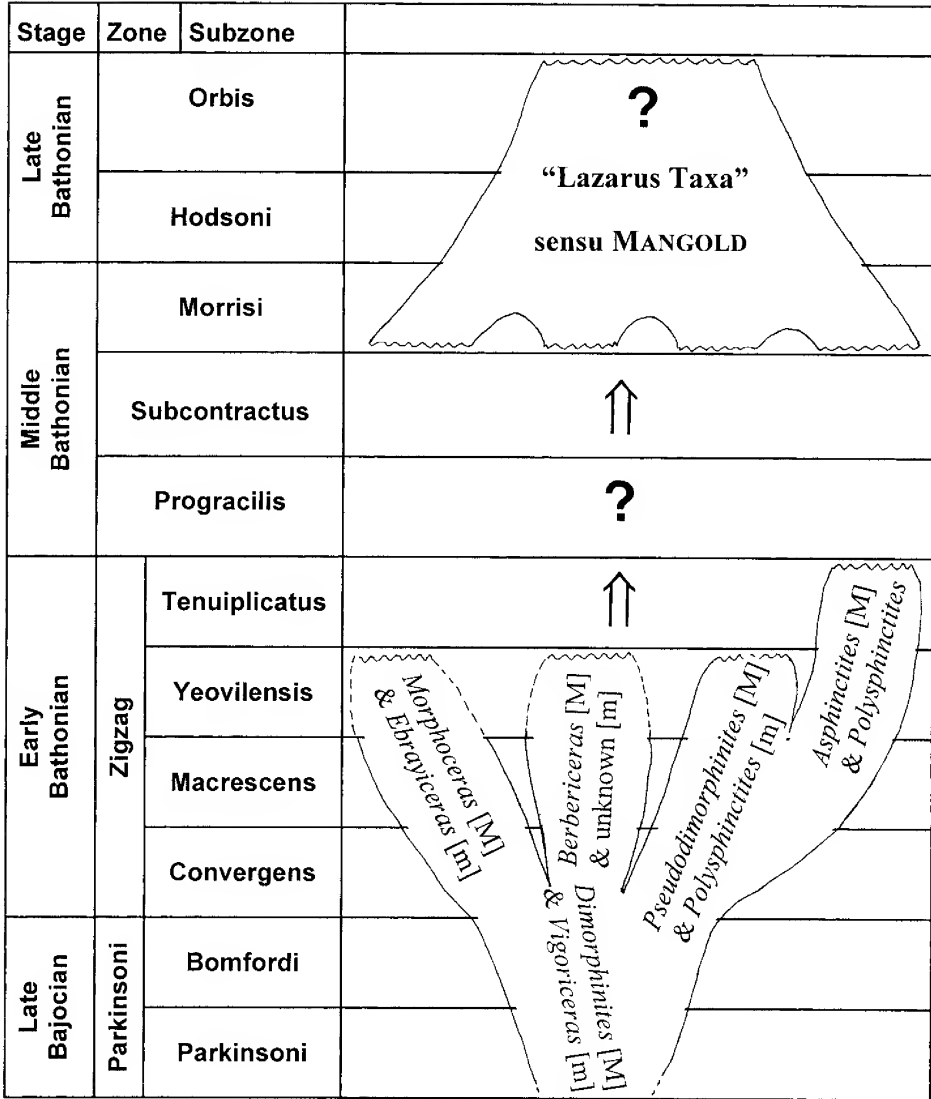 Stage Zone Subzone
Late
Bathonian
Orbis
?
"Lazarus Taxa"
Hodsoni
sensu MANGOLD
Middle
Bathonian
Morrisi
Subcontractus
⇑
Progracilis
?
Early
Bathonian
Zigzag
Tenuiplicatus
⇑
Yeovilensis
Macrescens
Convergens
Morphoceras [M]
& Ebrayiceras [m]
Berbericeras [M]
& unknown [m]
Pseudodimorphinites [M]
& Polysphinctites [m]
Asphinctites [M]
& Polysphinctites
Late
Bajocian
Parkinsoni
Bomfordi
Parkinsoni
Dimorphinites [M]
& Vigoriceras [m]